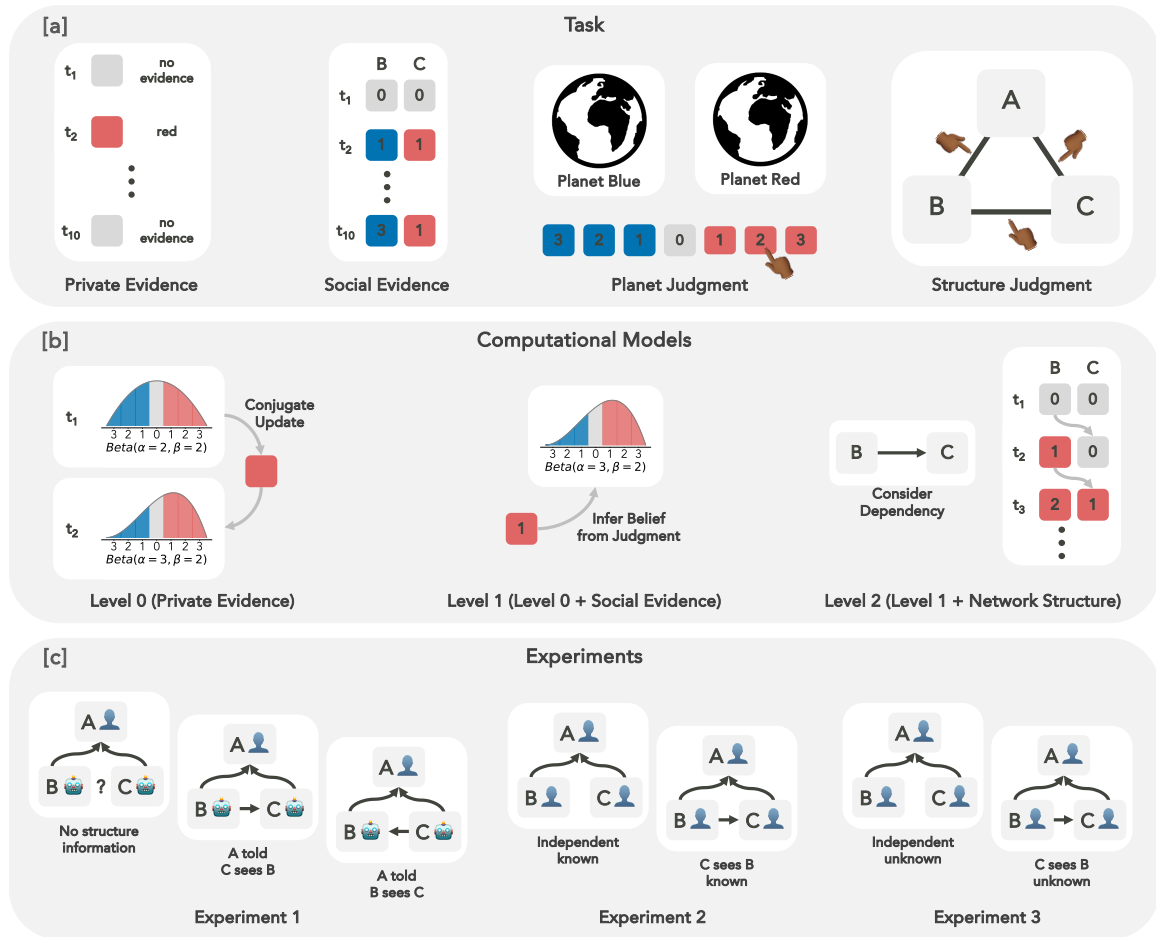 [a]
Task
t1
no
evidence
t2
red
t10
no
evidence
Private Evidence
B C
t1 0 0
t2 1 1
t10 3 1
Social Evidence
Planet Blue
Planet Red
3 2 1 0 1 2 3
Planet Judgment
A
B
C
Structure Judgment
[b]
Computational Models
t1
3 2 1 0 1 2 3
Beta(α = 2, β = 2)
Conjugate
Update
t2
3 2 1 0 1 2 3
Beta(α = 3, β = 2)
Level 0 (Private Evidence)
3 2 1 0 1 2 3
Beta(α = 3, β = 2)
1
Infer Belief
from Judgment
Level 1 (Level 0 + Social Evidence)
B
C
Consider
Dependency
B C
t1 0 0
t2 1 0
t3 2 1
Level 2 (Level 1 + Network Structure)
[c]
Experiments
A
B ? C
No structure
information
A
B C
A told
C sees B
A
B C
A told
B sees C
Experiment 1
A
B C
Independent
known
A
B C
C sees B
known
Experiment 2
A
B C
Independent
unknown
A
B C
C sees B
unknown
Experiment 3